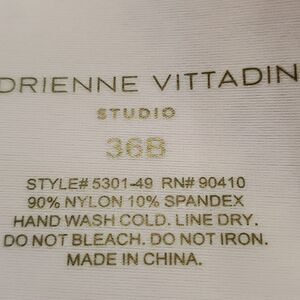 DRIENNE VITTADIN
STUDIO
36B
STYLE# 5301-49 RN# 90410
90% NYLON 10% SPANDEX
HAND WASH COLD. LINE DRY.
DO NOT BLEACH. DO NOT IRON.
MADE IN CHINA.